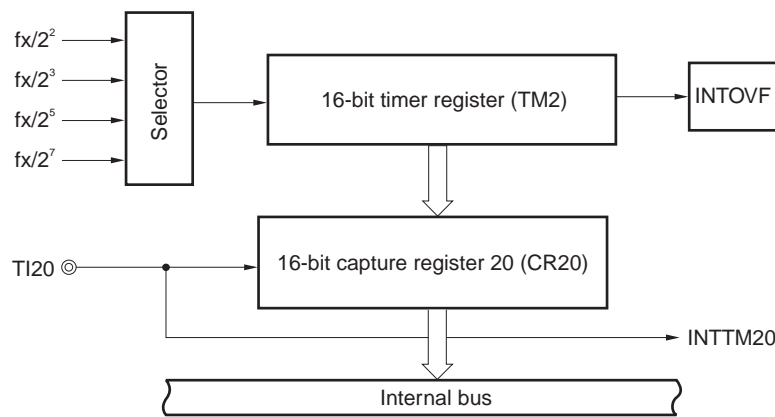 fx/2²
fx/2³
fx/2⁵
fx/2⁷
Selector
16-bit timer register (TM2)
INTOVF
TI20
16-bit capture register 20 (CR20)
INTTM20
Internal bus